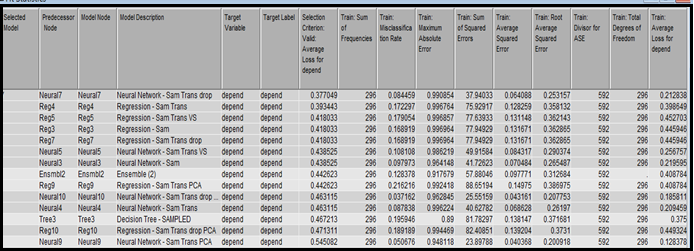 Fit Statistics
Selected Model Predecessor Node Model Node Model Description Target Variable Target Label Selection Criterion: Valid: Average Loss for depend Train: Sum of Frequencies Train: Misclassification Rate Train: Maximum Absolute Error Train: Sum of Squared Errors Train: Average Squared Error Train: Root Average Squared Error Train: Divisor for ASE Train: Total Degrees of Freedom Train: Average Loss for depend
Neural7 Neural7 Neural Network - Sam Trans drop depend depend 0.377049 296 0.084459 0.990854 37.94033 0.064088 0.253157 592 296 0.212838
Reg4 Reg4 Regression - Sam Trans depend depend 0.393443 296 0.172297 0.996764 75.92917 0.128259 0.358132 592 296 0.398649
Reg5 Reg5 Regression - Sam Trans VS depend depend 0.418033 296 0.179054 0.996857 77.63933 0.131148 0.362143 592 296 0.452703
Reg3 Reg3 Regression - Sam depend depend 0.418033 296 0.168919 0.996964 77.94929 0.131671 0.362865 592 296 0.445946
Reg7 Reg7 Regression - Sam Trans drop depend depend 0.418033 296 0.168919 0.996964 77.94929 0.131671 0.362865 592 296 0.445946
Neural5 Neural5 Neural Network - Sam Trans VS depend depend 0.438525 296 0.108108 0.986219 49.91584 0.084317 0.290374 592 296 0.256757
Neural3 Neural3 Neural Network - Sam depend depend 0.438525 296 0.097973 0.964148 41.72623 0.070484 0.265487 592 296 0.219595
Ensmbl2 Ensmbl2 Ensemble (2) depend depend 0.442623 296 0.128378 0.917679 57.88046 0.097771 0.312684 592 . 0.408784
Reg9 Reg9 Regression - Sam Trans PCA depend depend 0.442623 296 0.216216 0.992418 88.65194 0.14975 0.386975 592 296 0.408784
Neural10 Neural10 Neural Network - Sam Trans drop ... depend depend 0.463115 296 0.037162 0.962845 25.55159 0.043161 0.207753 592 296 0.185811
Neural4 Neural4 Neural Network - Sam Trans depend depend 0.463115 296 0.087838 0.996224 40.62782 0.068628 0.26197 592 296 0.209459
Tree3 Tree3 Decision Tree - SAMPLED depend depend 0.467213 296 0.195946 0.89 81.78297 0.138147 0.371681 592 296 0.375
Reg10 Reg10 Regression - Sam Trans drop PCA depend depend 0.471311 296 0.189189 0.994469 82.40851 0.139204 0.3731 592 296 0.449324
Neural9 Neural9 Neural Network - Sam Trans PCA depend depend 0.545082 296 0.050676 0.948118 23.89788 0.040368 0.200918 592 296 0.128378